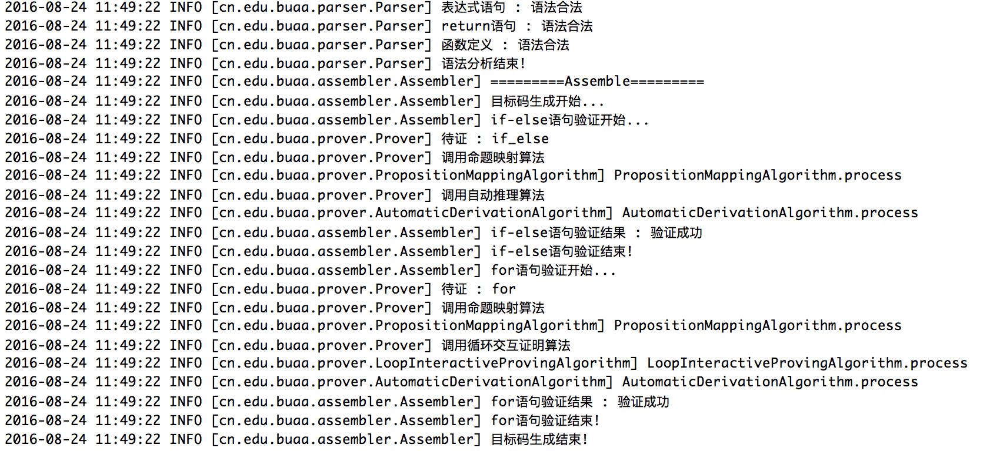 2016-08-24 11:49:22 INFO [cn.edu.buaa.parser.Parser] 表达式语句 : 语法合法
2016-08-24 11:49:22 INFO [cn.edu.buaa.parser.Parser] return语句 : 语法合法
2016-08-24 11:49:22 INFO [cn.edu.buaa.parser.Parser] 函数定义 : 语法合法
2016-08-24 11:49:22 INFO [cn.edu.buaa.parser.Parser] 语法分析结束!
2016-08-24 11:49:22 INFO [cn.edu.buaa.assembler.Assembler] =========Assemble=========
2016-08-24 11:49:22 INFO [cn.edu.buaa.assembler.Assembler] 目标码生成开始...
2016-08-24 11:49:22 INFO [cn.edu.buaa.assembler.Assembler] if-else语句验证开始...
2016-08-24 11:49:22 INFO [cn.edu.buaa.prover.Prover] 待证 : if_else
2016-08-24 11:49:22 INFO [cn.edu.buaa.prover.Prover] 调用命题映射算法
2016-08-24 11:49:22 INFO [cn.edu.buaa.prover.PropositionMappingAlgorithm] PropositionMappingAlgorithm.process
2016-08-24 11:49:22 INFO [cn.edu.buaa.prover.Prover] 调用自动推理算法
2016-08-24 11:49:22 INFO [cn.edu.buaa.prover.AutomaticDerivationAlgorithm] AutomaticDerivationAlgorithm.process
2016-08-24 11:49:22 INFO [cn.edu.buaa.assembler.Assembler] if-else语句验证结果 : 验证成功
2016-08-24 11:49:22 INFO [cn.edu.buaa.assembler.Assembler] if-else语句验证结束!
2016-08-24 11:49:22 INFO [cn.edu.buaa.assembler.Assembler] for语句验证开始...
2016-08-24 11:49:22 INFO [cn.edu.buaa.prover.Prover] 待证 : for
2016-08-24 11:49:22 INFO [cn.edu.buaa.prover.Prover] 调用命题映射算法
2016-08-24 11:49:22 INFO [cn.edu.buaa.prover.PropositionMappingAlgorithm] PropositionMappingAlgorithm.process
2016-08-24 11:49:22 INFO [cn.edu.buaa.prover.Prover] 调用循环交互证明算法
2016-08-24 11:49:22 INFO [cn.edu.buaa.prover.LoopInteractiveProvingAlgorithm] LoopInteractiveProvingAlgorithm.process
2016-08-24 11:49:22 INFO [cn.edu.buaa.prover.AutomaticDerivationAlgorithm] AutomaticDerivationAlgorithm.process
2016-08-24 11:49:22 INFO [cn.edu.buaa.assembler.Assembler] for语句验证结果 : 验证成功
2016-08-24 11:49:22 INFO [cn.edu.buaa.assembler.Assembler] for语句验证结束!
2016-08-24 11:49:22 INFO [cn.edu.buaa.assembler.Assembler] 目标码生成结束!